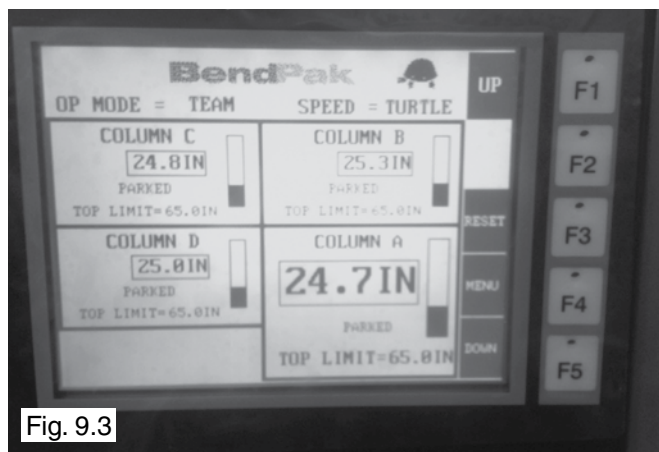 BendPak
OP MODE = TEAM SPEED = TURTLE
UP
COLUMN C
24.8IN
PARKED
TOP LIMIT=65.0IN
COLUMN B
25.3IN
PARKED
TOP LIMIT=65.0IN
COLUMN D
25.0IN
PARKED
TOP LIMIT=65.0IN
COLUMN A
24.7IN
PARKED
TOP LIMIT=65.0IN
RESET
MENU
DOWN
F1
F2
F3
F4
F5
Fig. 9.3